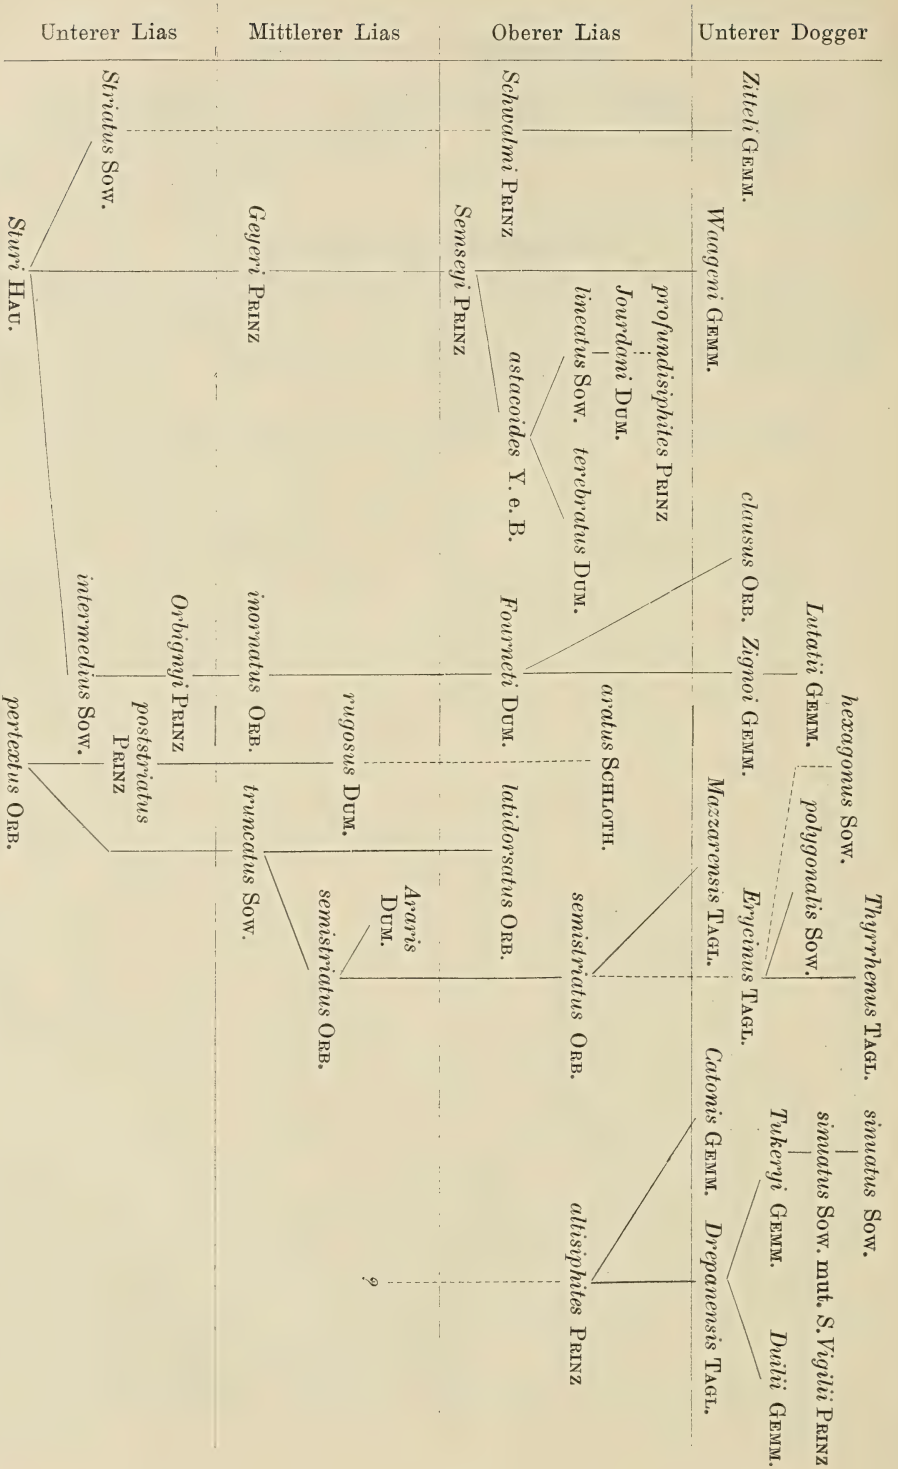 Unterer Lias
Mittlerer Lias
Oberer Lias
Unterer Dogger
Striatus Sow.
Schwalmi Prinz
Zitteli Gemm.
Sturi Hau.
Geyeri Prinz
Semseyi Prinz
Waageni Gemm.
profundisiphites Prinz
Jourdani Dum.
lineatus Sow.
terebratus Dum.
astacoides Y. e. B.
clausus Orb.
Zignoi Gemm.
Lutatii Gemm.
intermedius Sow.
Orbignyi Prinz
inornatus Orb.
Fourneti Dum.
hexagonus Sow.
polygonalis Sow.
pertextus Orb.
poststriatus
Prinz
rugosus Dum.
aratus Schloth.
truncatus Sow.
latidorsatus Orb.
Mazzarensis Tagl.
Erycinus Tagl.
Thyrrhenus Tagl.
Araris
Dum.
semistriatus Orb.
semistriatus Orb.
Catonis Gemm.
Drepanensis Tagl.
sinuatus Sow.
sinuatus Sow. mut. S. Vigilii Prinz
Tukeryi Gemm.
Duilii Gemm.
altisiphites Prinz
?